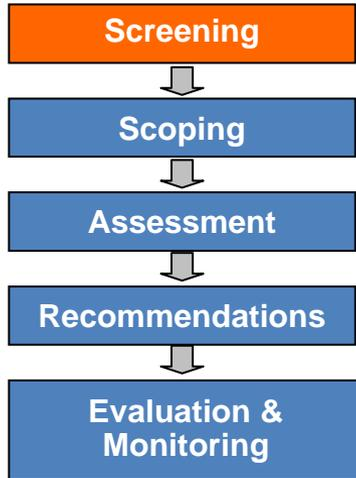 Screening
Scoping
Assessment
Recommendations
Evaluation &
Monitoring